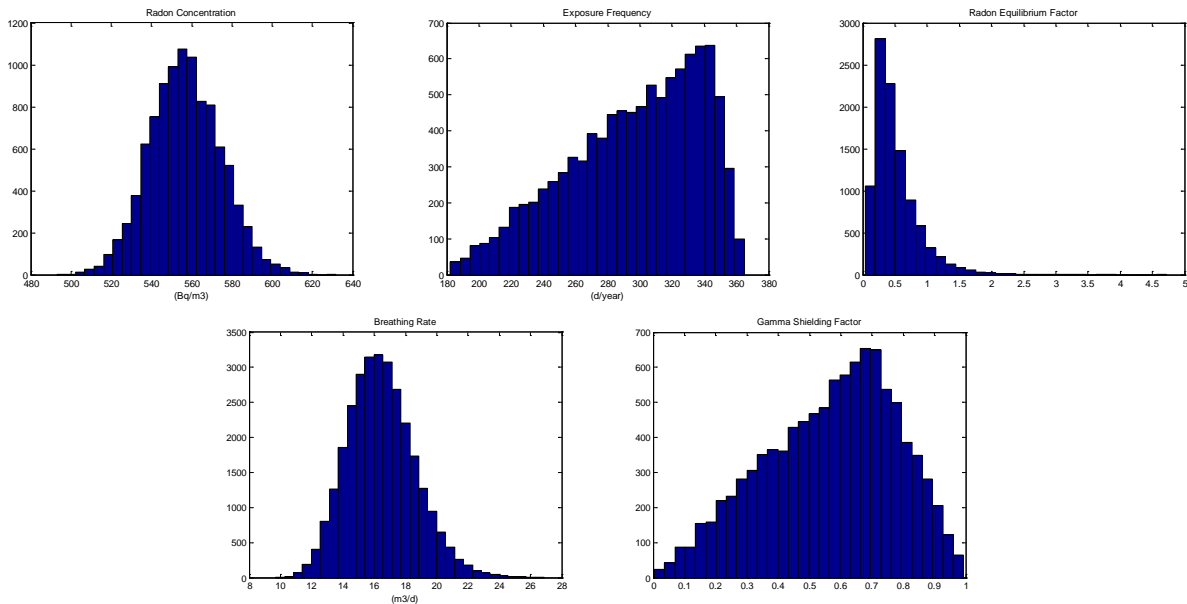 Radon Concentration
1200
1000
800
600
400
200
0
480 500 520 540 560 580 600 620 640
(Bq/m3)
Exposure Frequency
700
600
500
400
300
200
100
0
180 200 220 240 260 280 300 320 340 360 380
(d/year)
Radon Equilibrium Factor
3000
2500
2000
1500
1000
500
0
0 0.5 1 1.5 2 2.5 3 3.5 4 4.5 5
Breathing Rate
3500
3000
2500
2000
1500
1000
500
0
8 10 12 14 16 18 20 22 24 26 28
(m3/d)
Gamma Shielding Factor
700
600
500
400
300
200
100
0
0 0.1 0.2 0.3 0.4 0.5 0.6 0.7 0.8 0.9 1